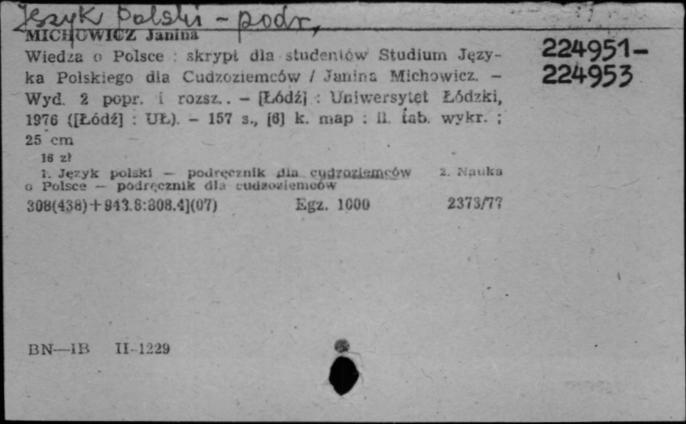 Język Polski - podr,
MICHOWICZ Janina
Wiedza o Polsce : skrypt dla studentów Studium Języ-
ka Polskiego dla Cudzoziemców / Janina Michowicz. –
Wyd. 2 popr. i rozsz.. – [Łódź] : Uniwersytet Łódzki,
1976 ([Łódź] : UŁ). – 157 s., [6] k. map : il. tab. wykr. ;
25 cm
16 zł
1. Język polski — podręcznik dla cudzoziemców 2. Nauka
o Polsce — podręcznik dla cudzoziemców
308(438)+943.8:308.4](07) Egz. 1000 2373/77
224951-
224953
BN—IB II-1229